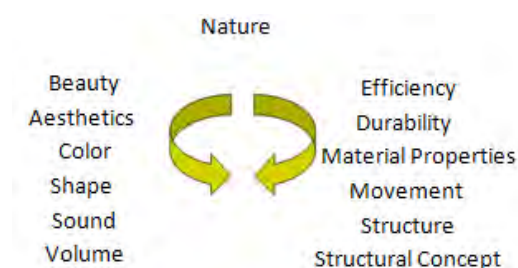 Nature
Beauty
Aesthetics
Color
Shape
Sound
Volume
Efficiency
Durability
Material Properties
Movement
Structure
Structural Concept